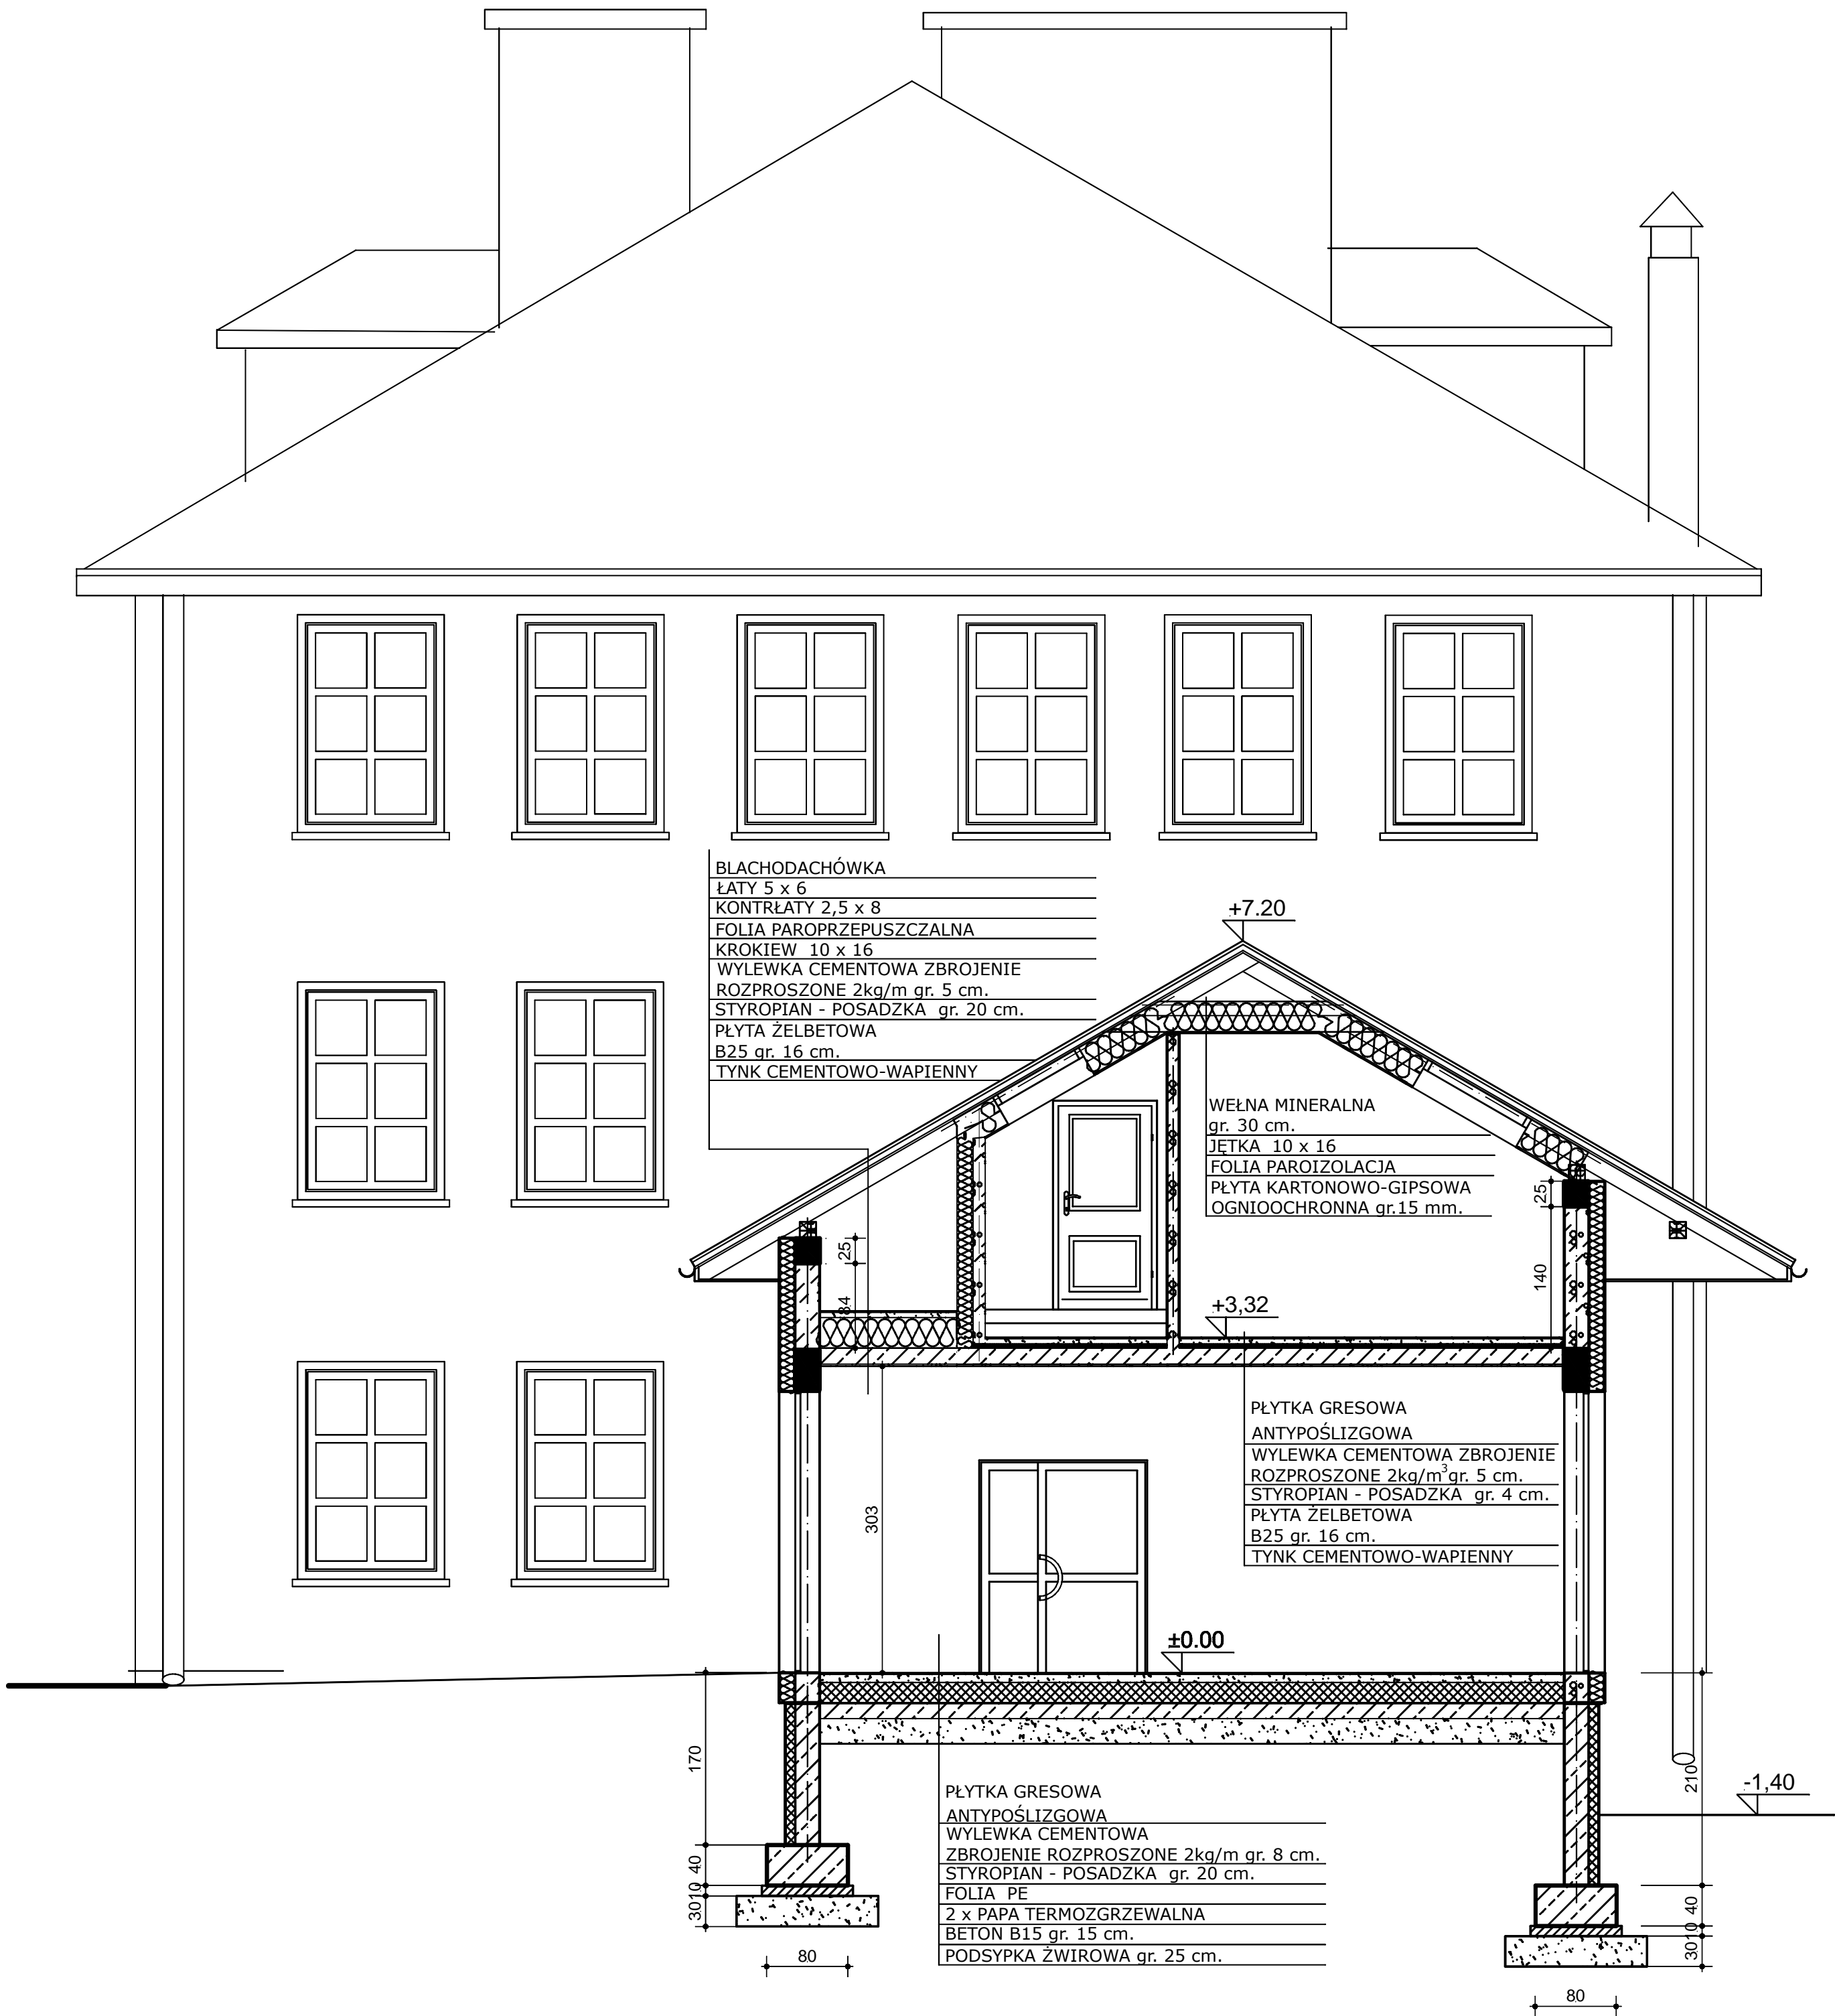 BLACHODACHÓWKA
ŁATY 5 x 6
KONTRŁATY 2,5 x 8
FOLIA PAROPRZEPUSZCZALNA
KROKIEW 10 x 16
WYLEWKA CEMENTOWA ZBROJENIE
ROZPROSZONE 2kg/m gr. 5 cm.
STYROPIAN - POSADZKA gr. 20 cm.
PŁYTA ŻELBETOWA
B25 gr. 16 cm.
TYNK CEMENTOWO-WAPIENNY
+7.20
WEŁNA MINERALNA
gr. 30 cm.
JĘTKA 10 x 16
FOLIA PAROIZOLACJA
PŁYTA KARTONOWO-GIPSOWA
OGNIOOCHRONNA gr.15 mm.
25
84
25
140
+3,32
PŁYTKA GRESOWA
ANTYPOŚLIZGOWA
WYLEWKA CEMENTOWA ZBROJENIE
ROZPROSZONE 2kg/m³ gr. 5 cm.
STYROPIAN - POSADZKA gr. 4 cm.
PŁYTA ŻELBETOWA
B25 gr. 16 cm.
TYNK CEMENTOWO-WAPIENNY
303
±0.00
170
40
10
30
80
PŁYTKA GRESOWA
ANTYPOŚLIZGOWA
WYLEWKA CEMENTOWA
ZBROJENIE ROZPROSZONE 2kg/m gr. 8 cm.
STYROPIAN - POSADZKA gr. 20 cm.
FOLIA PE
2 x PAPA TERMOZGRZEWALNA
BETON B15 gr. 15 cm.
PODSYPKA ŻWIROWA gr. 25 cm.
210
-1,40
40
10
30
80